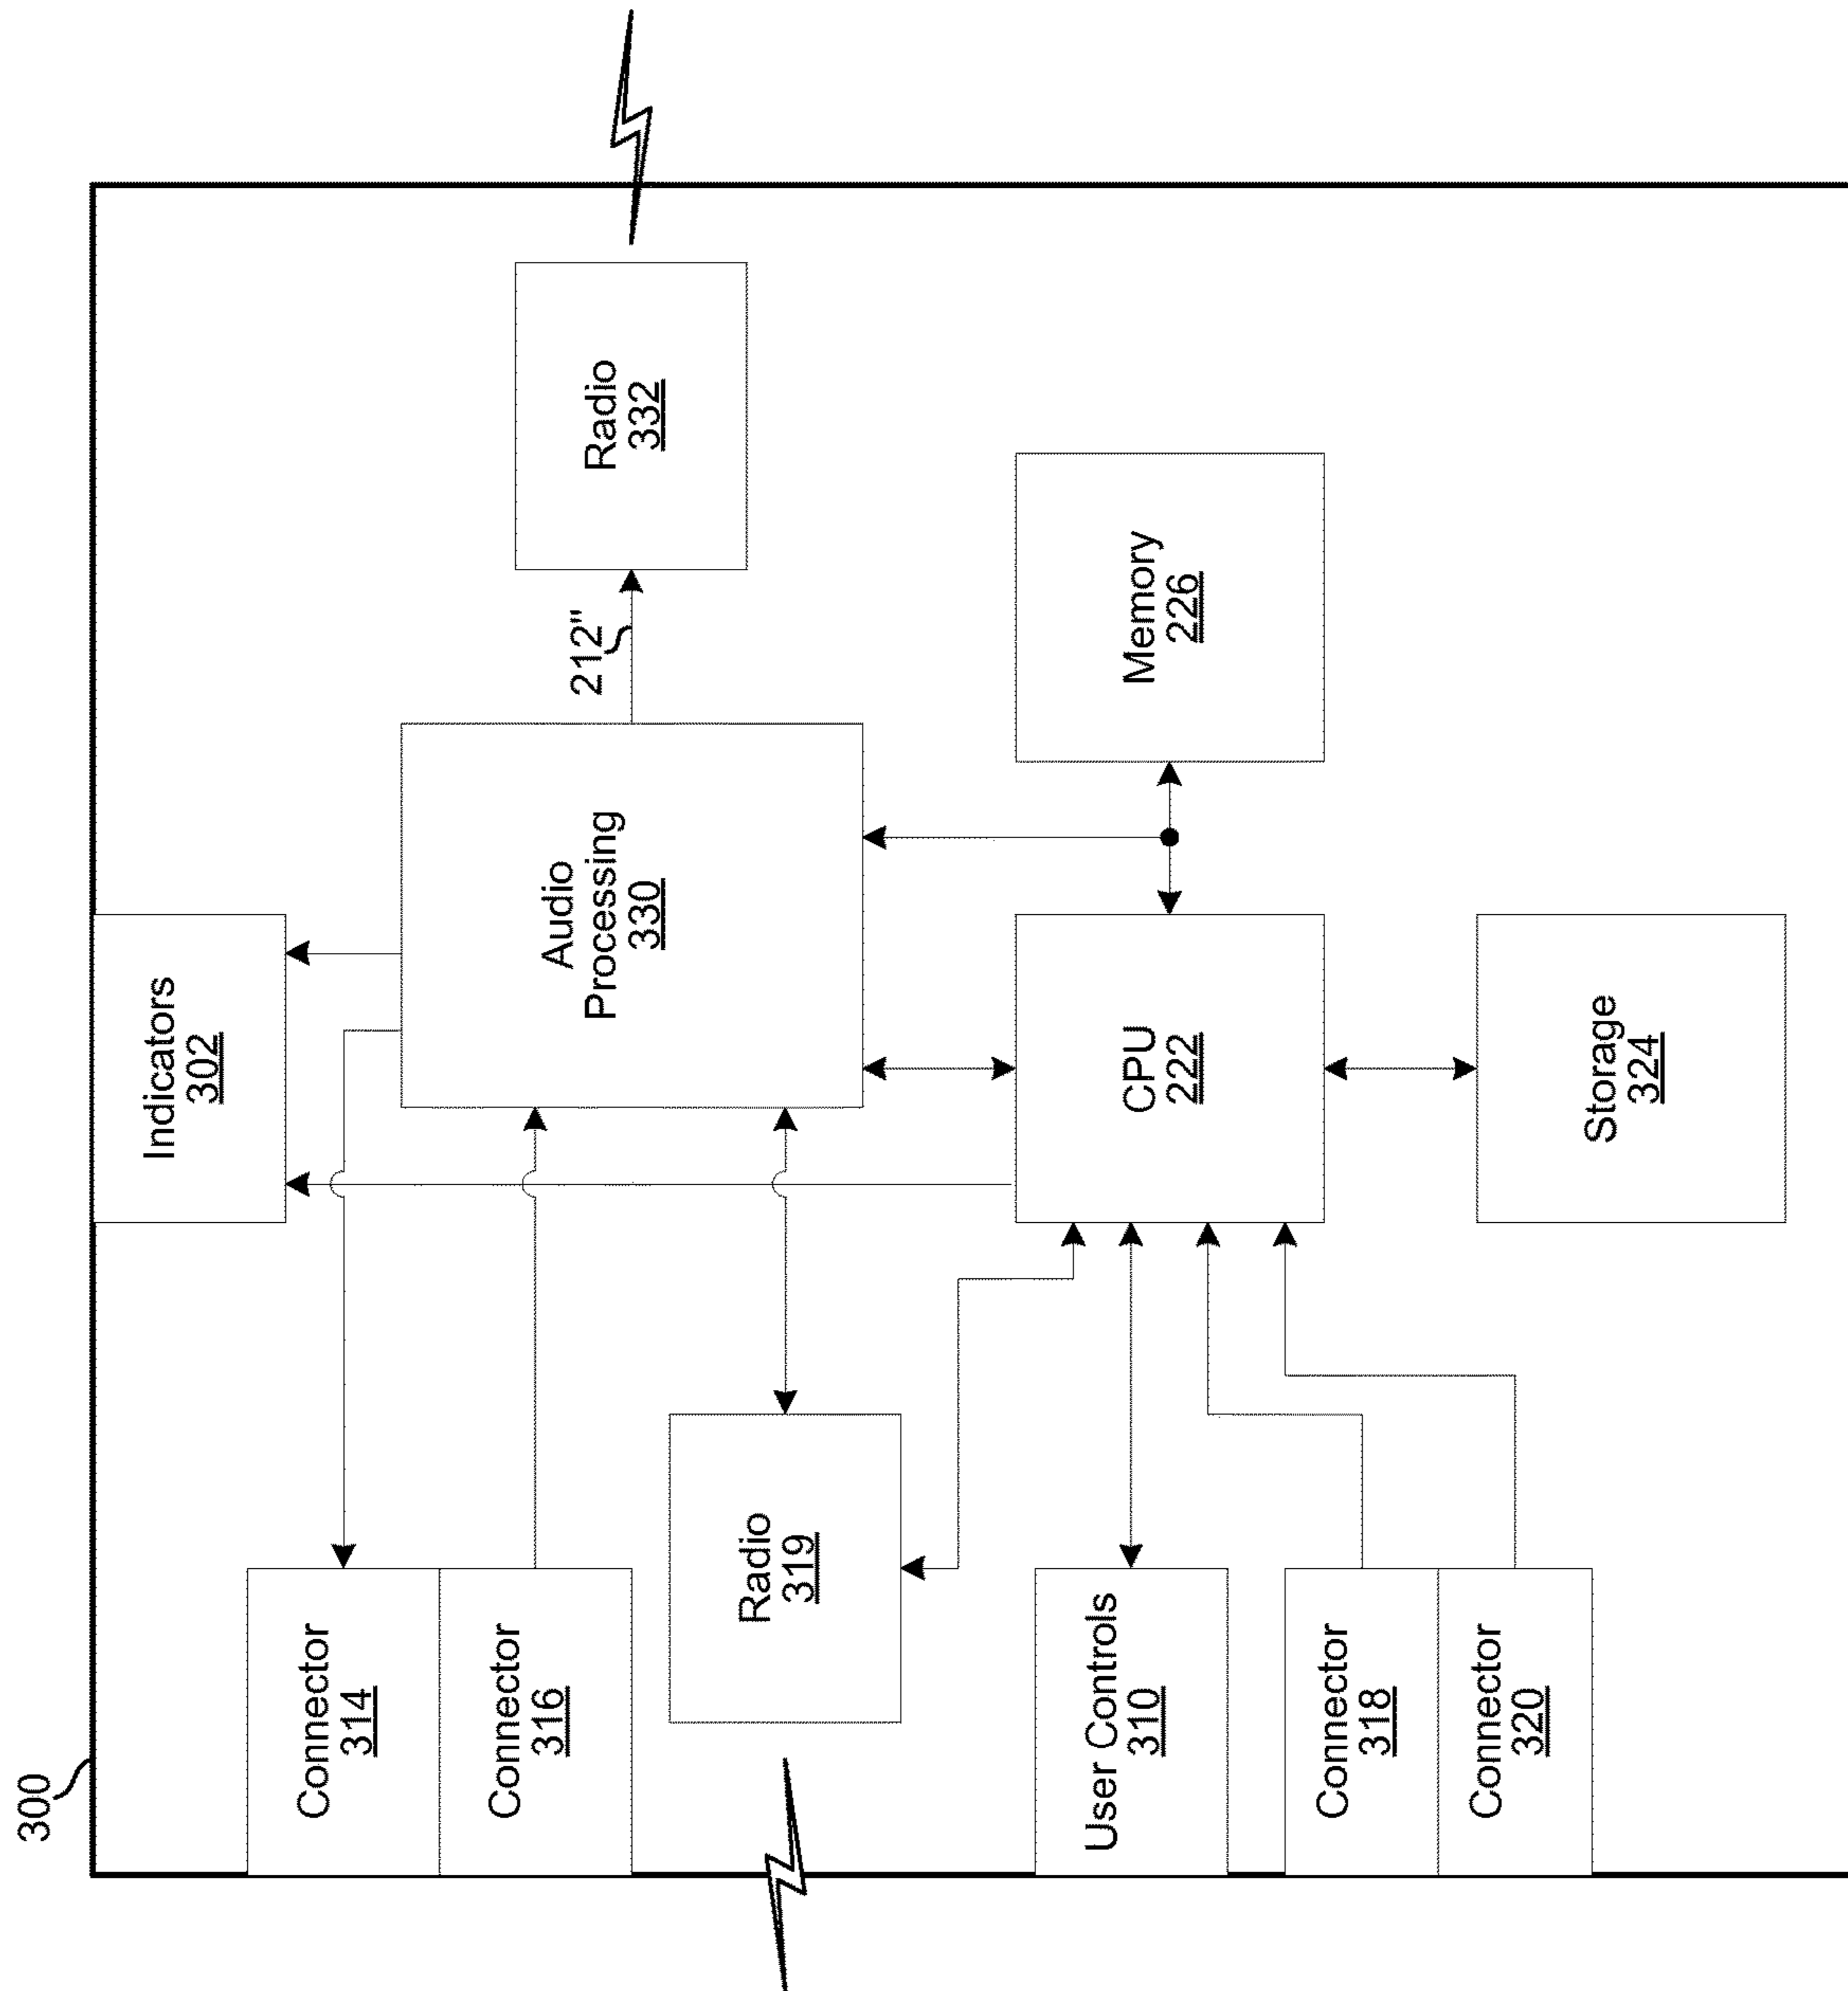 300
Connector
314
Connector
316
Radio
319
User Controls
310
Connector
318
Connector
320
Indicators
302
Audio
Processing
330
CPU
222
Storage
324
212"
Radio
332
Memory
226